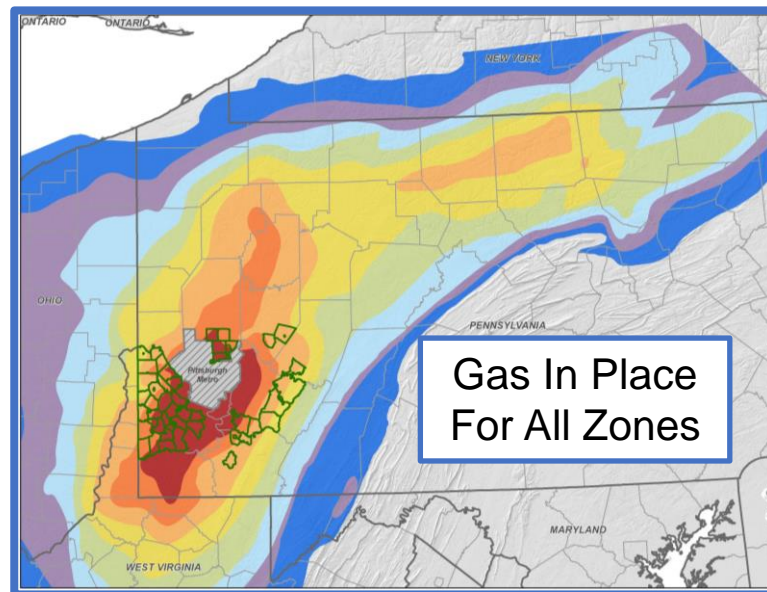 ONTARIO
ONTARIO
NEW YORK
OHIO
PENNSYLVANIA
Pittsburgh
Metro
Gas In Place
For All Zones
MARYLAND
WEST VIRGINIA